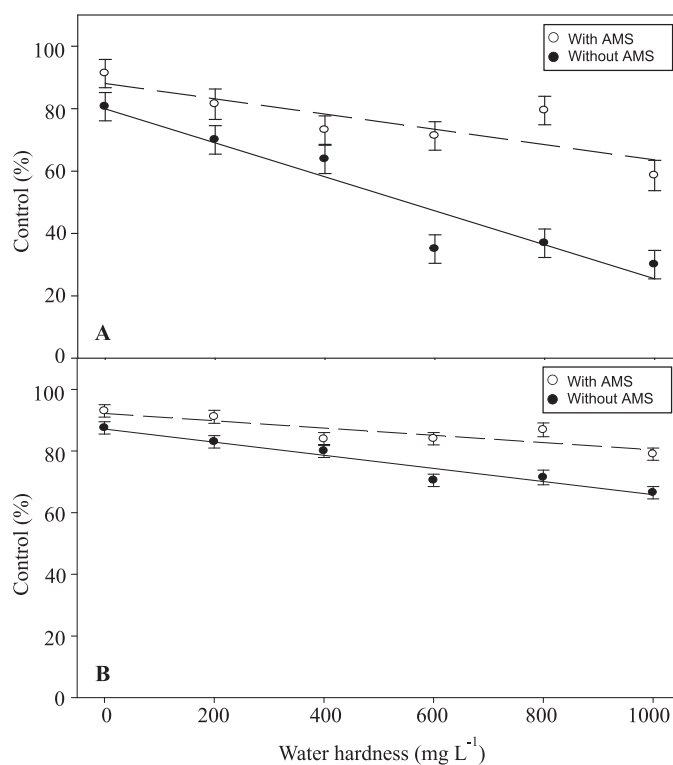 100
80
60
40
20
0
Control (%)
With AMS
Without AMS
A
100
80
60
40
20
0
Control (%)
With AMS
Without AMS
B
0 200 400 600 800 1000
Water hardness (mg L⁻¹)